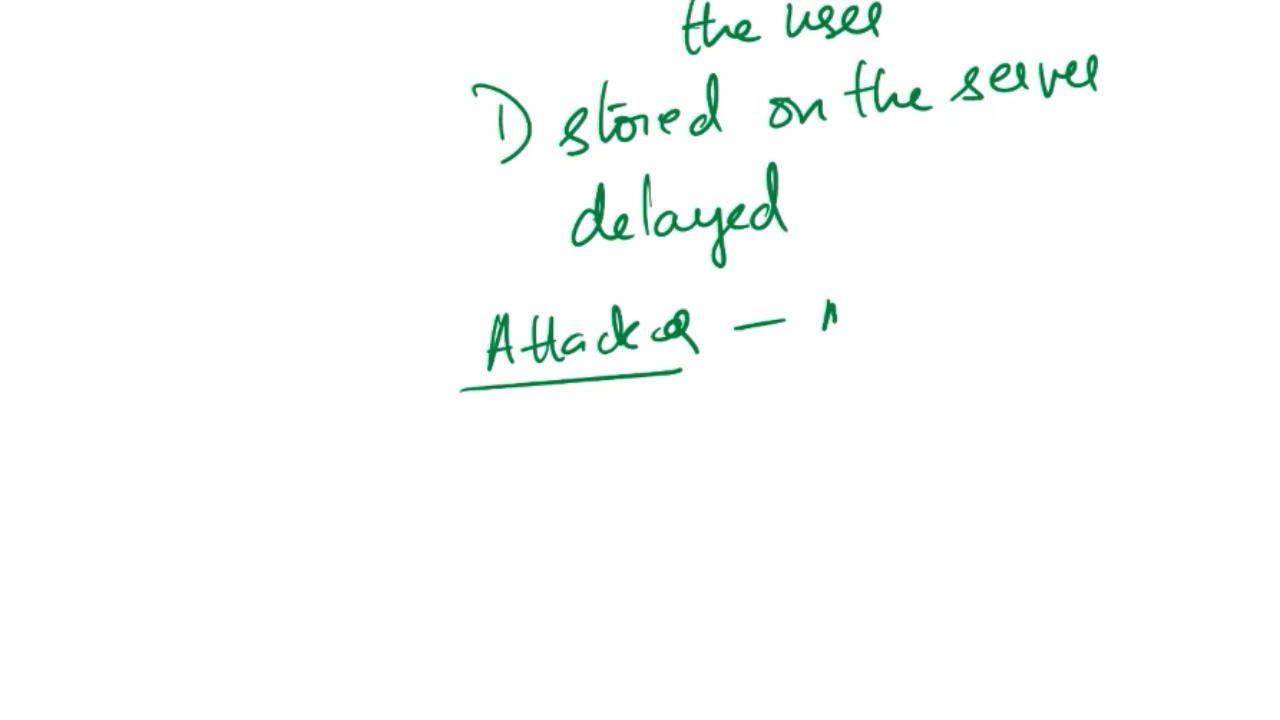 the user
D stored on the server
delayed
Attacker —